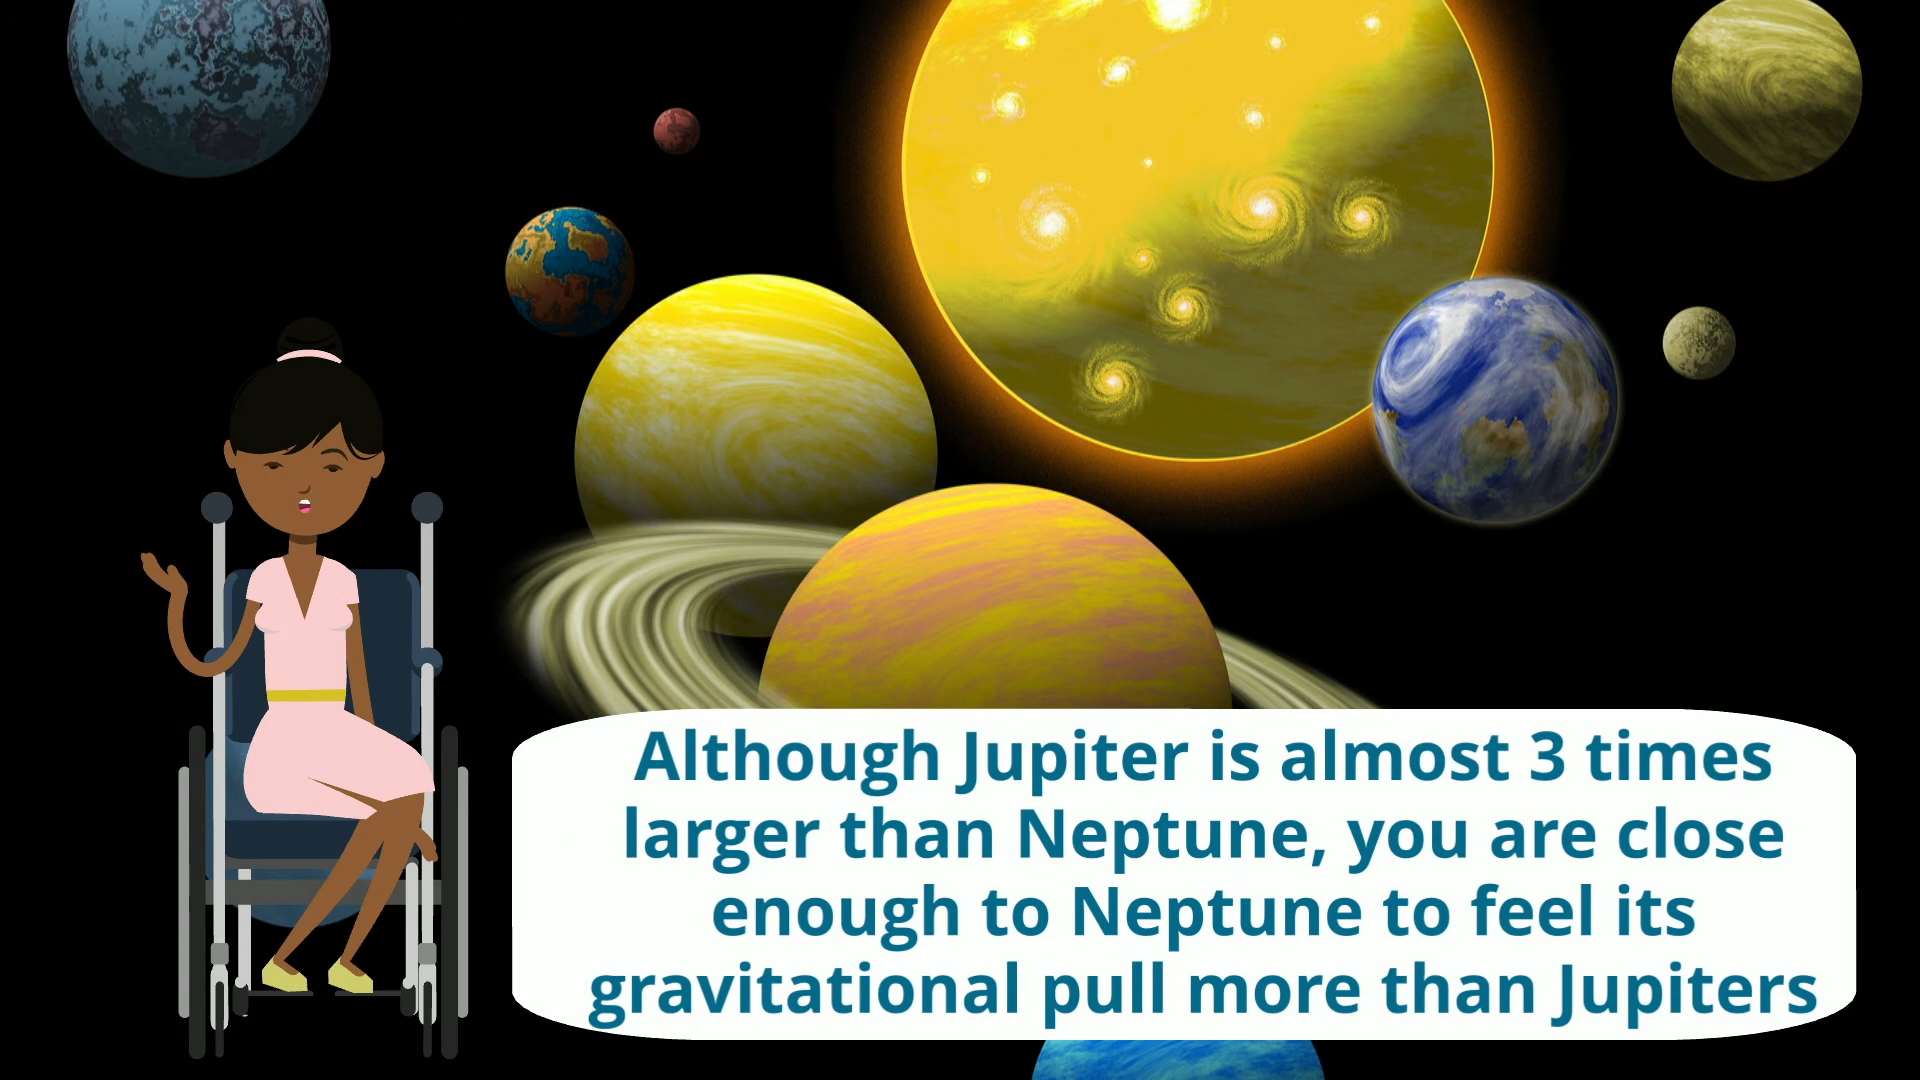 Although Jupiter is almost 3 times
larger than Neptune, you are close
enough to Neptune to feel its
gravitational pull more than Jupiters